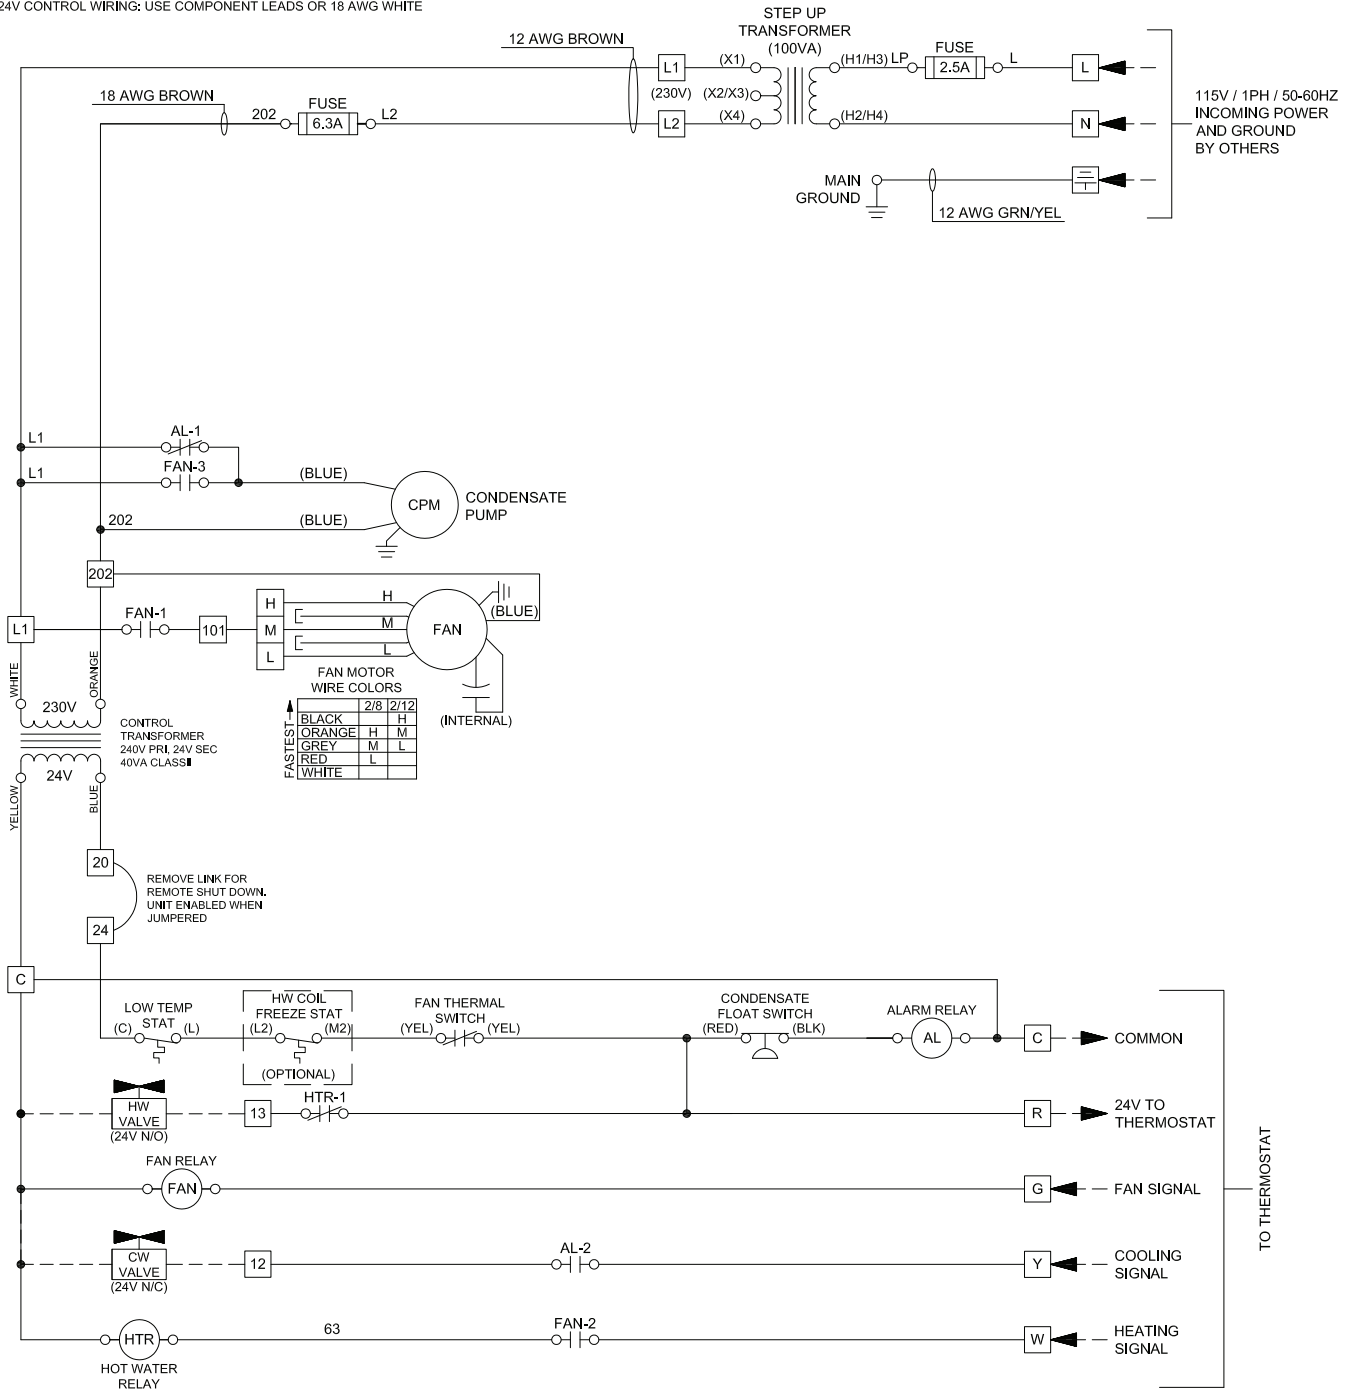 24V CONTROL WIRING: USE COMPONENT LEADS OR 18 AWG WHITE
STEP UP
TRANSFORMER
(100VA)
12 AWG BROWN
L1
(X1)
(H1/H3)
LP
FUSE
2.5A
L
L
(230V)
(X2/X3)
18 AWG BROWN
202
FUSE
6.3A
L2
L2
(X4)
(H2/H4)
N
115V / 1PH / 50-60HZ
INCOMING POWER
AND GROUND
BY OTHERS
MAIN
GROUND
12 AWG GRN/YEL
L1
AL-1
L1
FAN-3
(BLUE)
CPM
CONDENSATE
PUMP
202
(BLUE)
202
L1
FAN-1
101
H
M
L
H
M
L
FAN
(BLUE)
(INTERNAL)
WHITE
ORANGE
230V
CONTROL
TRANSFORMER
240V PRI, 24V SEC
40VA CLASSII
24V
YELLOW
BLUE
FAN MOTOR
WIRE COLORS
FASTEST
2/8 2/12
BLACK H
ORANGE H M
GREY M L
RED L
WHITE
20
REMOVE LINK FOR
REMOTE SHUT DOWN.
UNIT ENABLED WHEN
JUMPERED
24
C
LOW TEMP
STAT
(C) (L)
HW COIL
FREEZE STAT
(L2) (M2)
(OPTIONAL)
FAN THERMAL
SWITCH
(YEL) (YEL)
CONDENSATE
FLOAT SWITCH
(RED) (BLK)
ALARM RELAY
AL
C
COMMON
HW
VALVE
(24V N/O)
13
HTR-1
R
24V TO
THERMOSTAT
FAN RELAY
FAN
G
FAN SIGNAL
CW
VALVE
(24V N/C)
12
AL-2
Y
COOLING
SIGNAL
HTR
HOT WATER
RELAY
63
FAN-2
W
HEATING
SIGNAL
TO THERMOSTAT